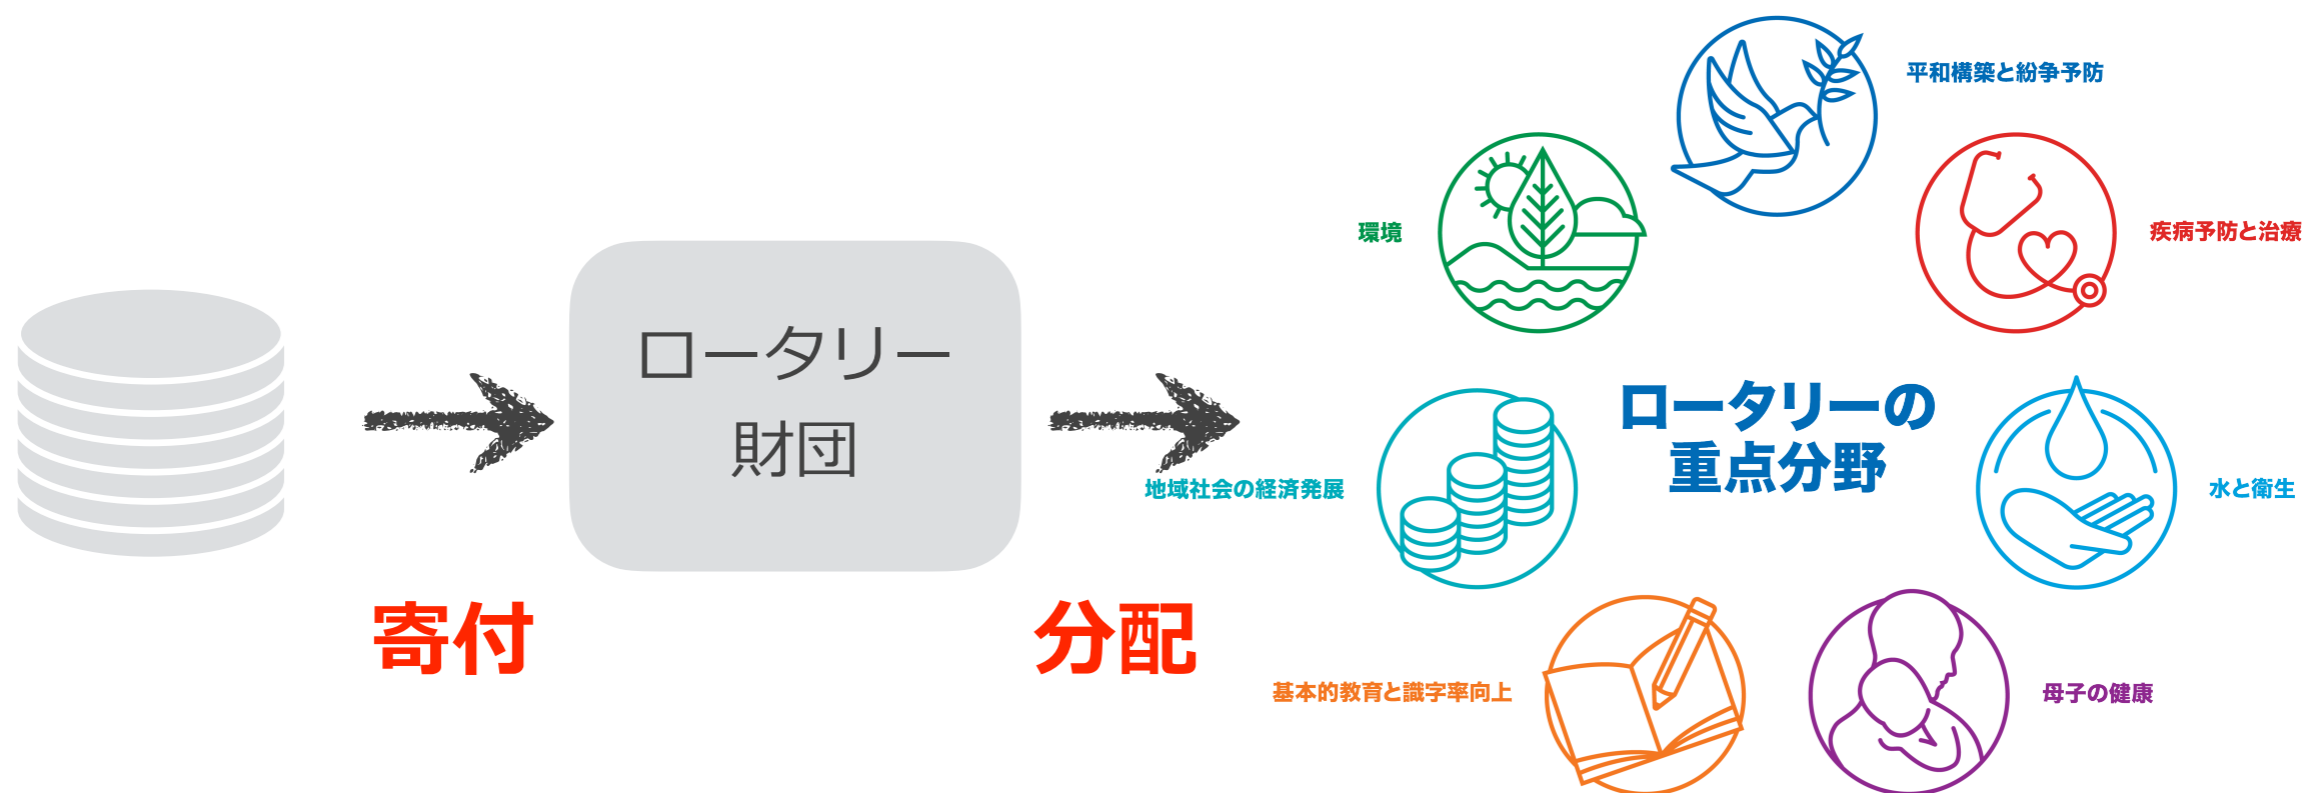 ロータリー
財団
寄付
分配
ロータリーの
重点分野
平和構築と紛争予防
疾病予防と治療
水と衛生
母子の健康
基本的教育と識字率向上
地域社会の経済発展
環境